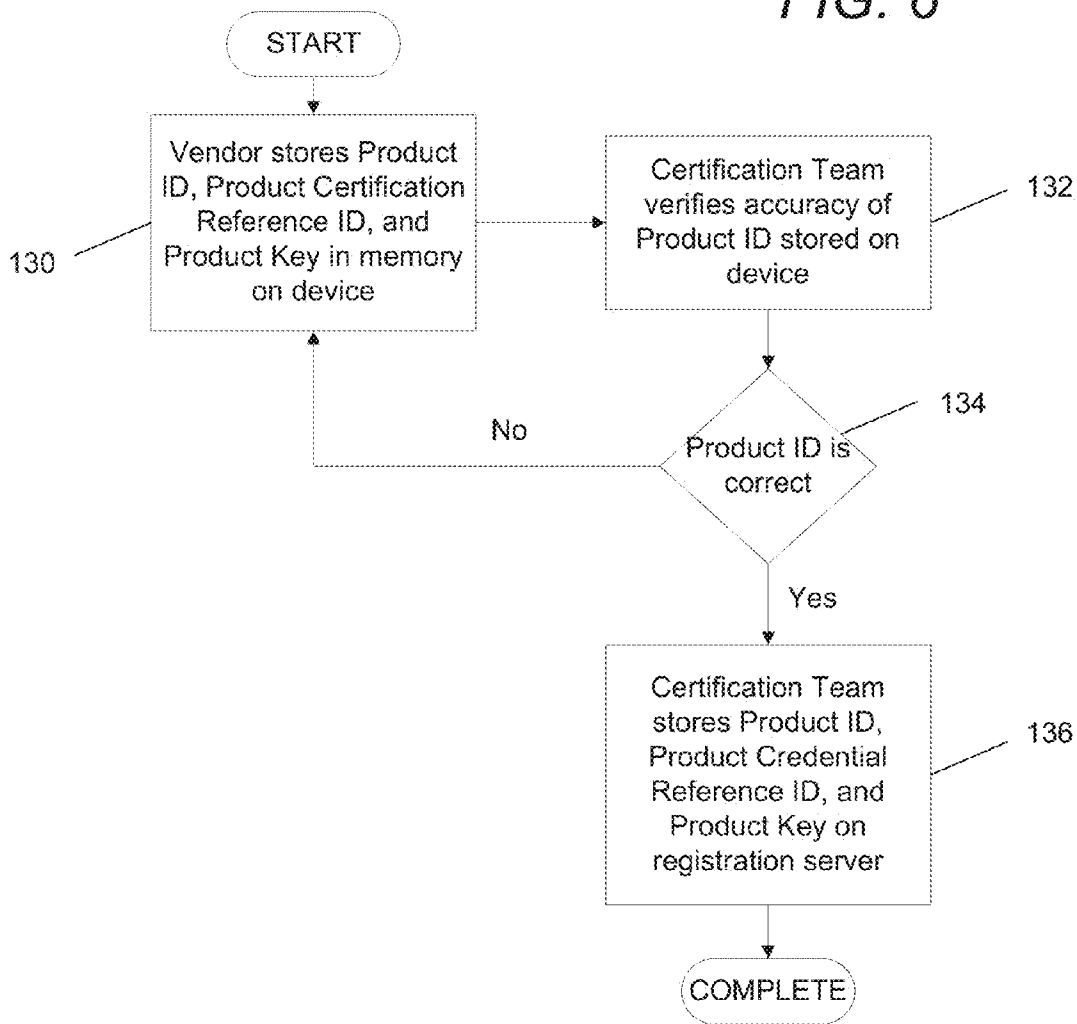 FIG. 6
START
Vendor stores Product
ID, Product Certification
Reference ID, and
Product Key in memory
on device
130
Certification Team
verifies accuracy of
Product ID stored on
device
132
Product ID is
correct
134
No
Yes
Certification Team
stores Product ID,
Product Credential
Reference ID, and
Product Key on
registration server
136
COMPLETE